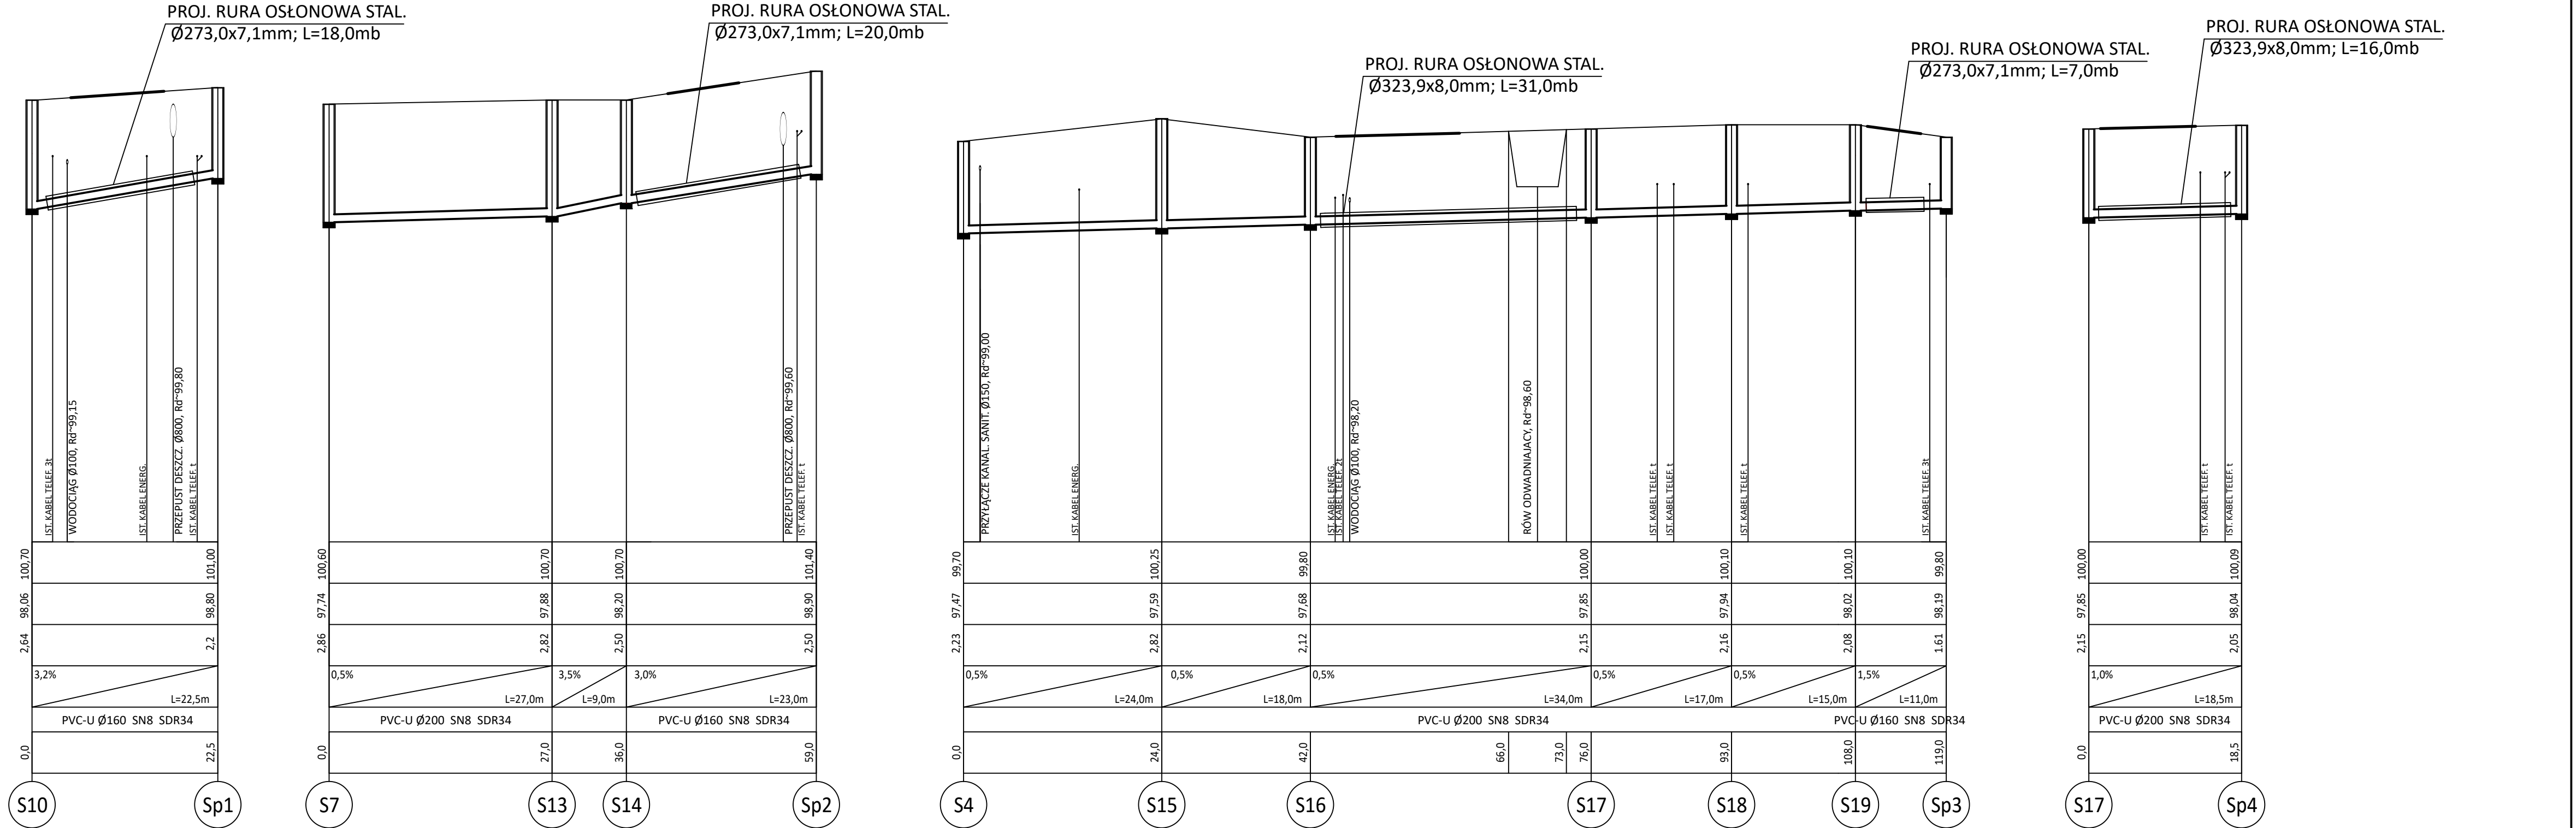 PROJ. RURA OSŁONOWA STAL.
Ø273,0x7,1mm; L=18,0mb
PROJ. RURA OSŁONOWA STAL.
Ø273,0x7,1mm; L=20,0mb
PROJ. RURA OSŁONOWA STAL.
Ø323,9x8,0mm; L=31,0mb
PROJ. RURA OSŁONOWA STAL.
Ø273,0x7,1mm; L=7,0mb
PROJ. RURA OSŁONOWA STAL.
Ø323,9x8,0mm; L=16,0mb
IST. KABEL TELEF. 3t
WODOCIĄG Ø100, Rd~99,15
IST. KABEL ENERG.
PRZEPUST DESZCZ. Ø800, Rd~99,80
IST. KABEL TELEF. t
100,70 101,00
98,06 98,80
2,64 2,2
3,2%
L=22,5m
PVC-U Ø160 SN8 SDR34
0,0 22,5
S10 Sp1
PRZEPUST DESZCZ. Ø800, Rd~99,60
IST. KABEL TELEF. t
100,60 100,70 100,70 101,40
97,74 97,88 98,20 98,90
2,86 2,82 2,50 2,50
0,5% 3,5% 3,0%
L=27,0m L=9,0m L=23,0m
PVC-U Ø200 SN8 SDR34 PVC-U Ø160 SN8 SDR34
0,0 27,0 36,0 59,0
S7 S13 S14 Sp2
PRZYŁĄCZE KANAL. SANIT. Ø150, Rd~99,00
IST. KABEL ENERG.
IST. KABEL ENERG.
IST. KABEL TELEF. 2t
WODOCIĄG Ø100, Rd~98,20
RÓW ODWADNIAJACY, Rd~98,60
IST. KABEL TELEF. t
IST. KABEL TELEF. t
IST. KABEL TELEF. t
IST. KABEL TELEF. 3t
99,70 100,25 99,80 100,00 100,10 100,10 99,80
97,47 97,59 97,68 97,85 97,94 98,02 98,19
2,23 2,82 2,12 2,15 2,16 2,08 1.61
0,5% 0,5% 0,5% 0,5% 0,5% 1,5%
L=24,0m L=18,0m L=34,0m L=17,0m L=15,0m L=11,0m
PVC-U Ø200 SN8 SDR34 PVC-U Ø160 SN8 SDR34
0,0 24,0 42,0 66,0 73,0 76,0 93,0 108,0 119,0
S4 S15 S16 S17 S18 S19 Sp3
IST. KABEL TELEF. t
IST. KABEL TELEF. t
100,00 100,09
97,85 98,04
2,15 2,05
1,0%
L=18,5m
PVC-U Ø200 SN8 SDR34
0,0 18,5
S17 Sp4